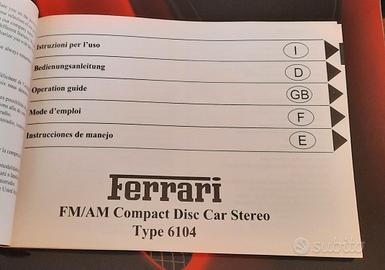 Istruzioni per l'uso
I
Bedienungsanleitung
D
Operation guide
GB
Mode d'emploi
F
Instrucciones de manejo
E
Ferrari
FM/AM Compact Disc Car Stereo
Type 6104
subito